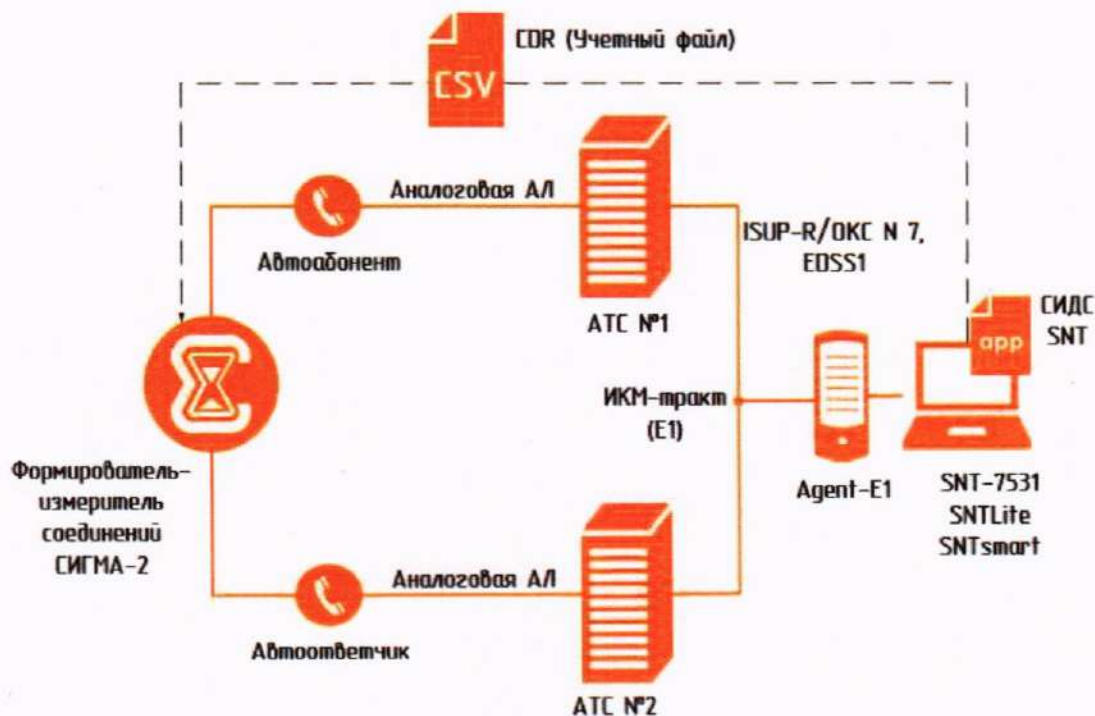 CDR (Учетный файл)
CSV
Аналоговая АЛ
Автоабонент
ISUP-R/ОКС N 7,
EDSS1
АТС №1
СИДС
SNT
app
ИКМ-тракт
(E1)
Формирователь-
измеритель
соединений
СИГМА-2
Agent-E1
SNT-7531
SNTLite
SNTsmart
Аналоговая АЛ
Автоответчик
АТС №2